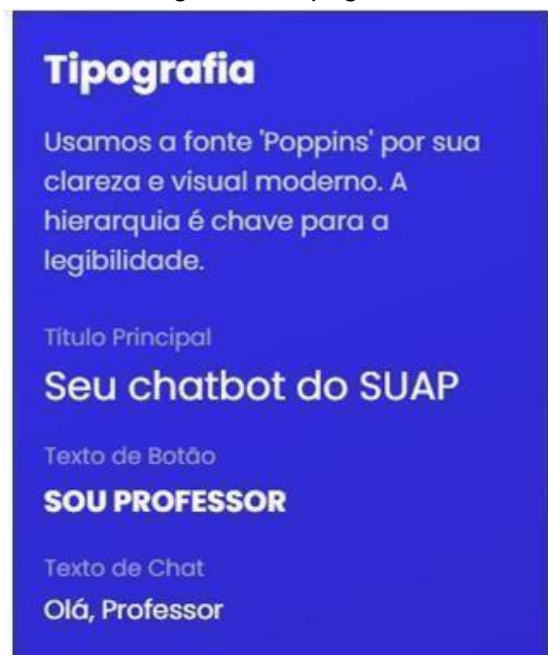 Tipografia
Usamos a fonte 'Poppins' por sua
clareza e visual moderno. A
hierarquia é chave para a
legibilidade.
Título Principal
Seu chatbot do SUAP
Texto de Botão
SOU PROFESSOR
Texto de Chat
Olá, Professor